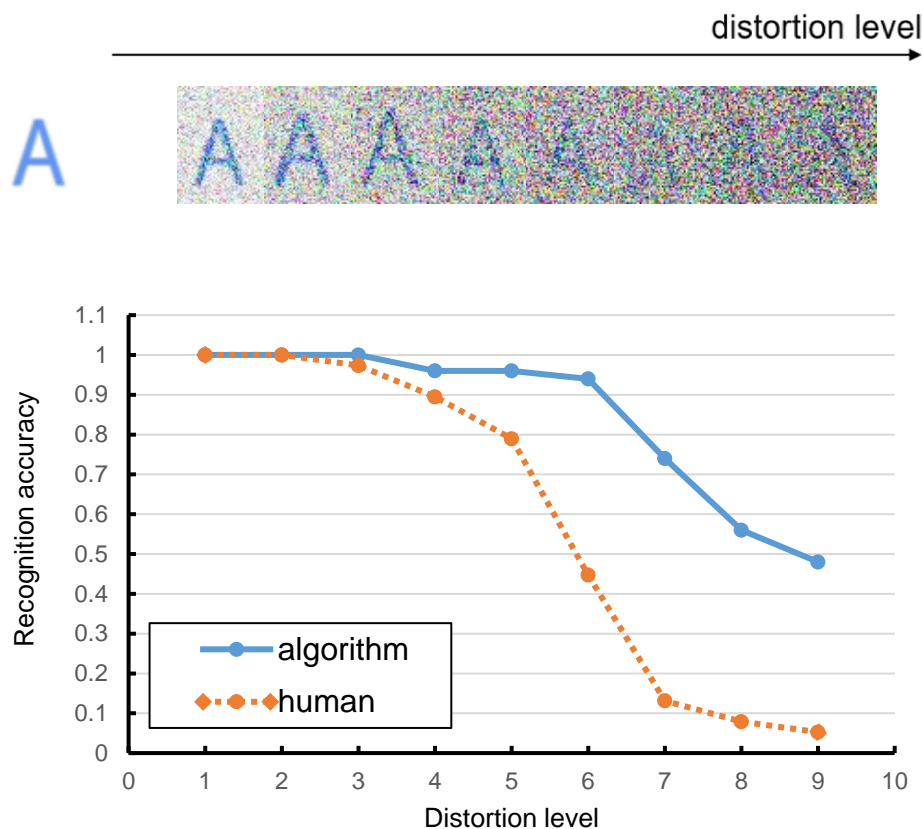 distortion level
A
A A A A A
1.1
1
0.9
0.8
0.7
0.6
0.5
0.4
0.3
0.2
0.1
0
Recognition accuracy
algorithm
human
0 1 2 3 4 5 6 7 8 9 10
Distortion level